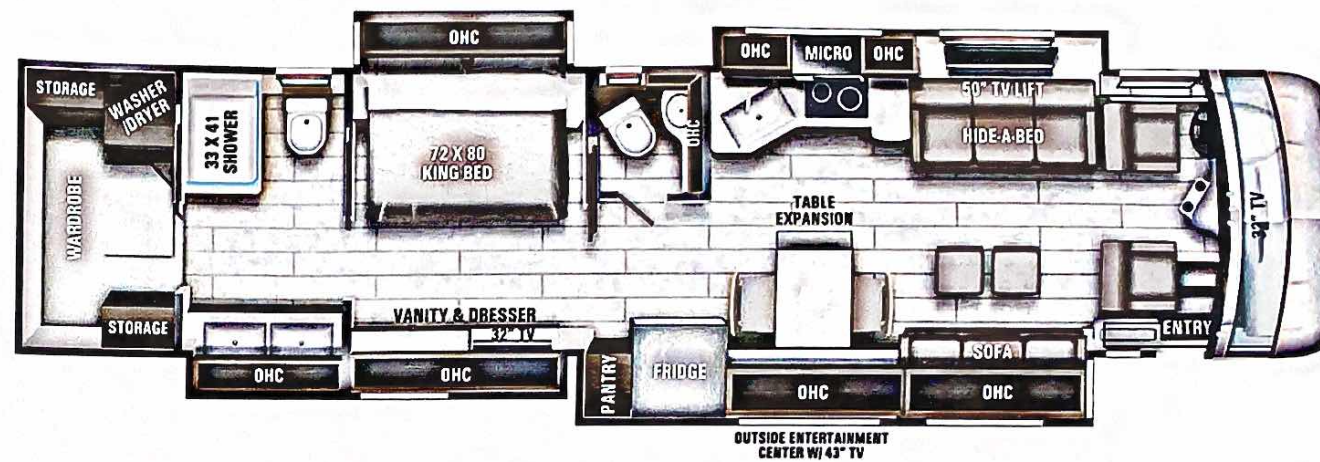 OHC
OHC
MICRO
OHC
STORAGE
WASHER
/DRYER
33 X 41
SHOWER
72 X 80
KING BED
OHC
50" TV/LIFT
HIDE-A-BED
WARDROBE
TABLE
EXPANSION
32" TV
STORAGE
VANITY & DRESSER
32" TV
ENTRY
SOFA
OHC
OHC
PANTRY
FRIDGE
OHC
OHC
OUTSIDE ENTERTAINMENT
CENTER W/ 43" TV